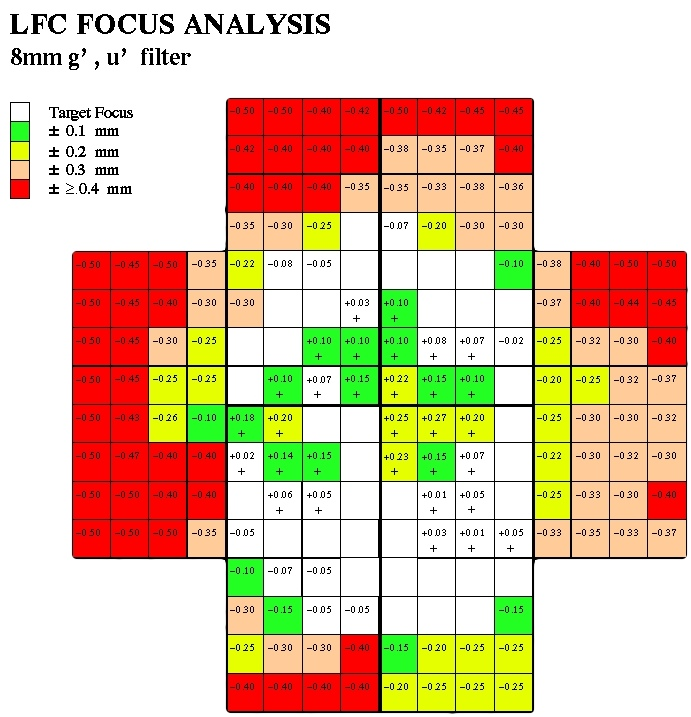 LFC FOCUS ANALYSIS
8mm g’ , u’ filter
Target Focus
± 0.1 mm
± 0.2 mm
± 0.3 mm
± ≥ 0.4 mm
−0.50 −0.50 −0.40 −0.42 −0.50 −0.42 −0.45 −0.45
−0.42 −0.40 −0.40 −0.40 −0.38 −0.35 −0.37 −0.40
−0.40 −0.40 −0.40 −0.35 −0.35 −0.33 −0.38 −0.36
−0.35 −0.30 −0.25 −0.07 −0.20 −0.30 −0.30
−0.50 −0.45 −0.50 −0.35 −0.22 −0.08 −0.05 −0.10 −0.38 −0.40 −0.50 −0.50
−0.50 −0.45 −0.40 −0.30 −0.30 +0.03 +0.10 −0.37 −0.40 −0.44 −0.45
+ +
−0.50 −0.45 −0.30 −0.25 +0.10 +0.10 +0.10 +0.08 +0.07 −0.02 −0.25 −0.32 −0.30 −0.40
+ + + + +
−0.50 −0.45 −0.25 −0.25 +0.10 +0.07 +0.15 +0.22 +0.15 +0.10 −0.20 −0.25 −0.32 −0.37
+ + + + + +
−0.50 −0.43 −0.26 −0.10 +0.18 +0.20 +0.25 +0.27 +0.20 −0.25 −0.30 −0.30 −0.32
+ + + + +
−0.50 −0.47 −0.40 −0.40 +0.02 +0.14 +0.15 +0.23 +0.15 +0.07 −0.22 −0.30 −0.32 −0.30
+ + + + + +
−0.50 −0.50 −0.40 −0.40 +0.06 +0.05 +0.01 +0.05 −0.25 −0.33 −0.30 −0.40
+ + + +
−0.50 −0.50 −0.50 −0.35 −0.05 +0.03 +0.01 +0.05 −0.33 −0.35 −0.33 −0.37
+ + +
−0.10 −0.07 −0.05
−0.30 −0.15 −0.05 −0.05 −0.15
−0.25 −0.30 −0.30 −0.40 −0.15 −0.20 −0.25 −0.25
−0.40 −0.40 −0.40 −0.40 −0.20 −0.25 −0.25 −0.25